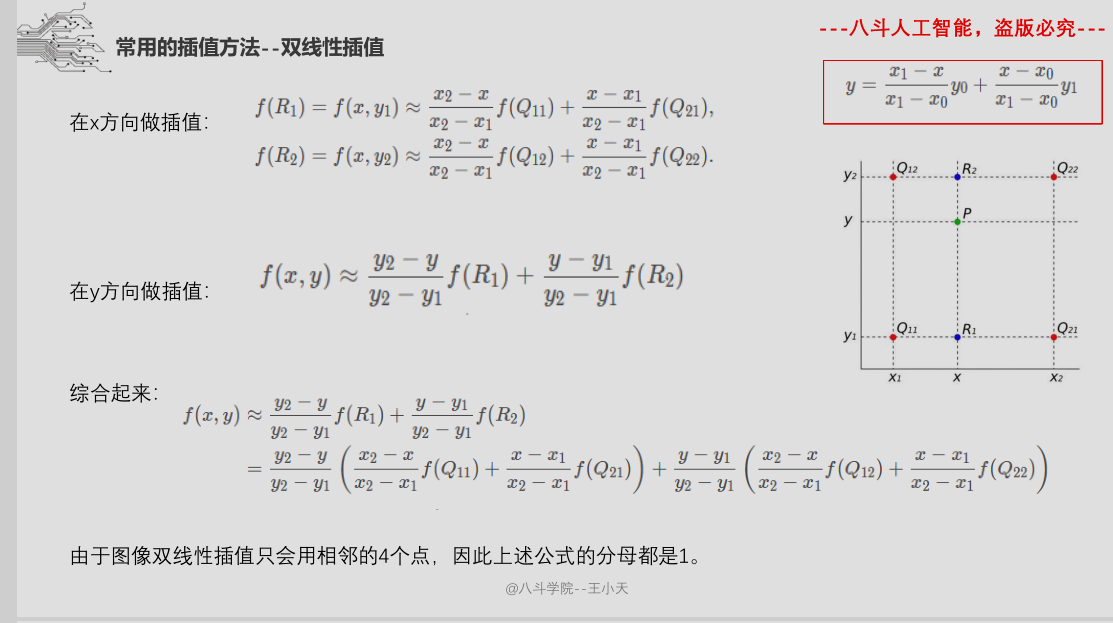 ---八斗人工智能，盗版必究---
常用的插值方法--双线性插值
y = \frac{x_1 - x}{x_1 - x_0} y_0 + \frac{x - x_0}{x_1 - x_0} y_1
在x方向做插值：
f(R_1) = f(x, y_1) ≈ \frac{x_2 - x}{x_2 - x_1} f(Q_{11}) + \frac{x - x_1}{x_2 - x_1} f(Q_{21}),
f(R_2) = f(x, y_2) ≈ \frac{x_2 - x}{x_2 - x_1} f(Q_{12}) + \frac{x - x_1}{x_2 - x_1} f(Q_{22}).
y_2 Q_{12} R_2 Q_{22}
y P
y_1 Q_{11} R_1 Q_{21}
x_1 x x_2
在y方向做插值：
f(x, y) ≈ \frac{y_2 - y}{y_2 - y_1} f(R_1) + \frac{y - y_1}{y_2 - y_1} f(R_2)
综合起来：
f(x, y) ≈ \frac{y_2 - y}{y_2 - y_1} f(R_1) + \frac{y - y_1}{y_2 - y_1} f(R_2)
= \frac{y_2 - y}{y_2 - y_1} ( \frac{x_2 - x}{x_2 - x_1} f(Q_{11}) + \frac{x - x_1}{x_2 - x_1} f(Q_{21}) ) + \frac{y - y_1}{y_2 - y_1} ( \frac{x_2 - x}{x_2 - x_1} f(Q_{12}) + \frac{x - x_1}{x_2 - x_1} f(Q_{22}) )
由于图像双线性插值只会用相邻的4个点，因此上述公式的分母都是1。
@八斗学院--王小天